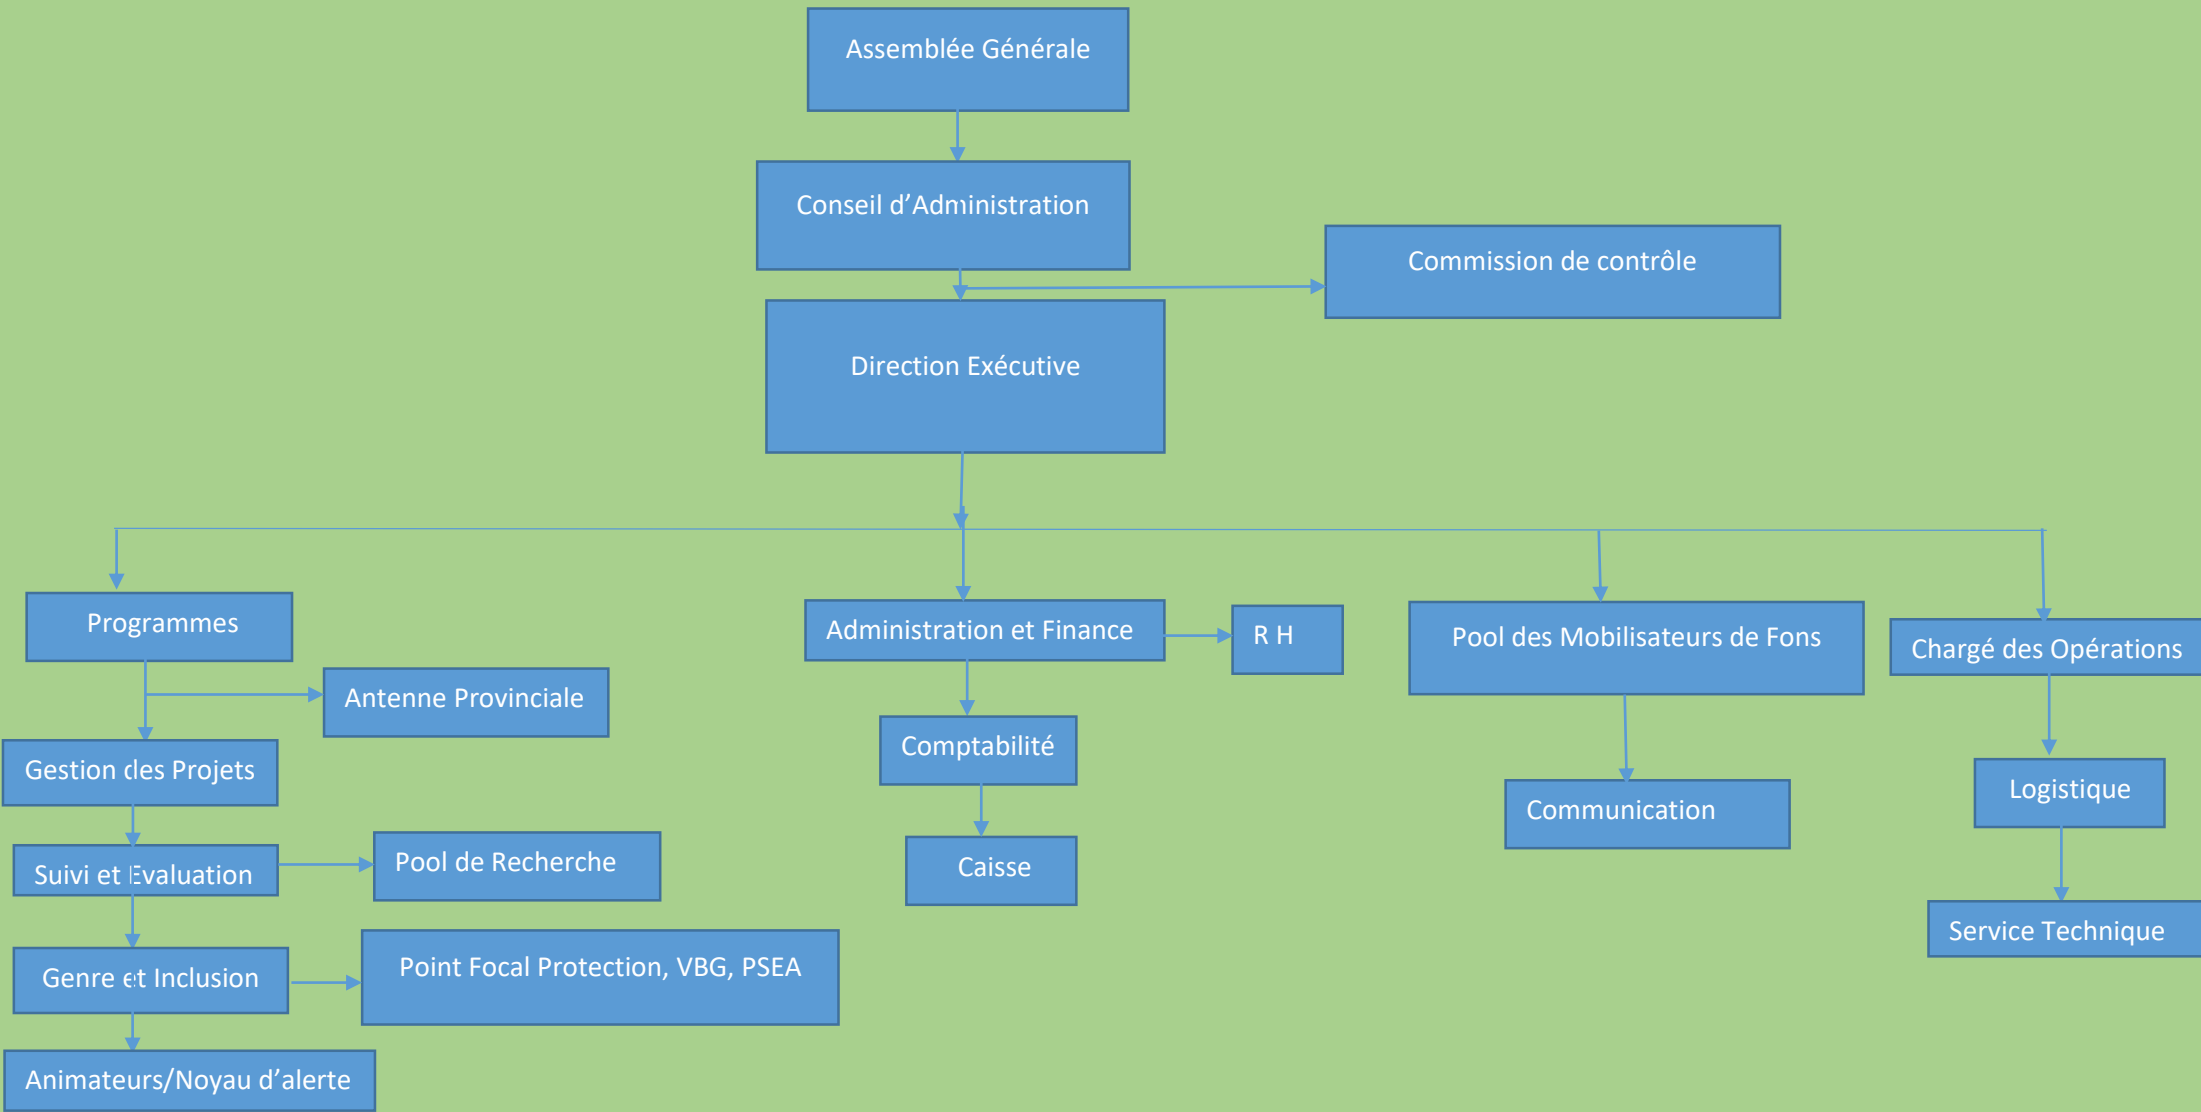 Assemblée Générale
Conseil d’Administration
Commission de contrôle
Direction Exécutive
Programmes
Administration et Finance
R H
Pool des Mobilisateurs de Fons
Chargé des Opérations
Antenne Provinciale
Gestion des Projets
Comptabilité
Logistique
Communication
Suivi et Evaluation
Pool de Recherche
Caisse
Service Technique
Genre et Inclusion
Point Focal Protection, VBG, PSEA
Animateurs/Noyau d’alerte